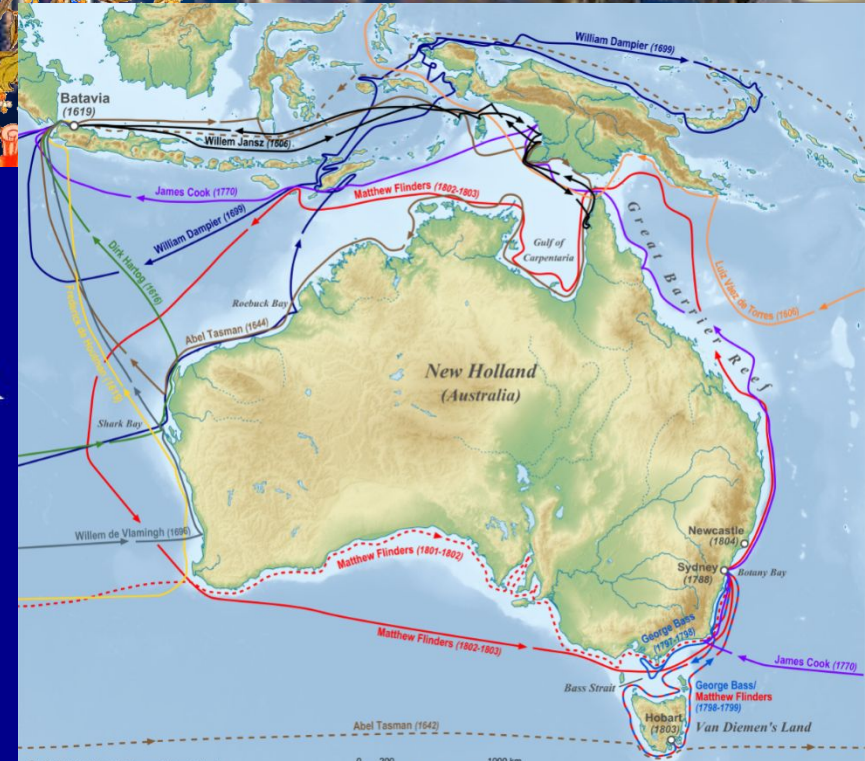 William Dampier (1699)
Batavia
(1619)
Willem Jansz (1606)
James Cook (1770)
Matthew Flinders (1802-1803)
William Dampier (1699)
Dirk Hartog (1616)
Gulf of
Carpentaria
Great Barrier Reef
Luiz Váez de Torres (1606)
Roebuck Bay
Abel Tasman (1644)
New Holland
(Australia)
Shark Bay
Willem de Vlamingh (1696)
Newcastle
(1804)
Sydney
(1788)
Botany Bay
Matthew Flinders (1801-1802)
Matthew Flinders (1802-1803)
George Bass
(1797-1798)
James Cook (1770)
Bass Strait
George Bass/
Matthew Flinders
(1798-1799)
Hobart
(1803)
Van Diemen's Land
Abel Tasman (1642)